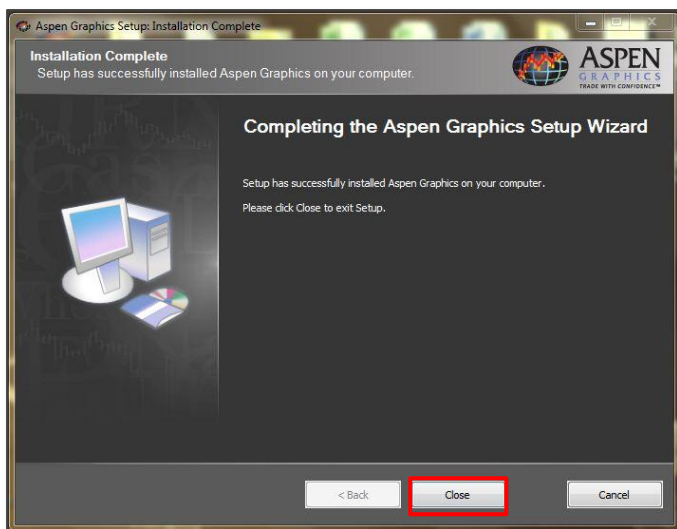 Aspen Graphics Setup: Installation Complete
Installation Complete
Setup has successfully installed Aspen Graphics on your computer.
ASPEN
GRAPHICS
TRADE WITH CONFIDENCE™
Completing the Aspen Graphics Setup Wizard
Setup has successfully installed Aspen Graphics on your computer.
Please click Close to exit Setup.
< Back
Close
Cancel